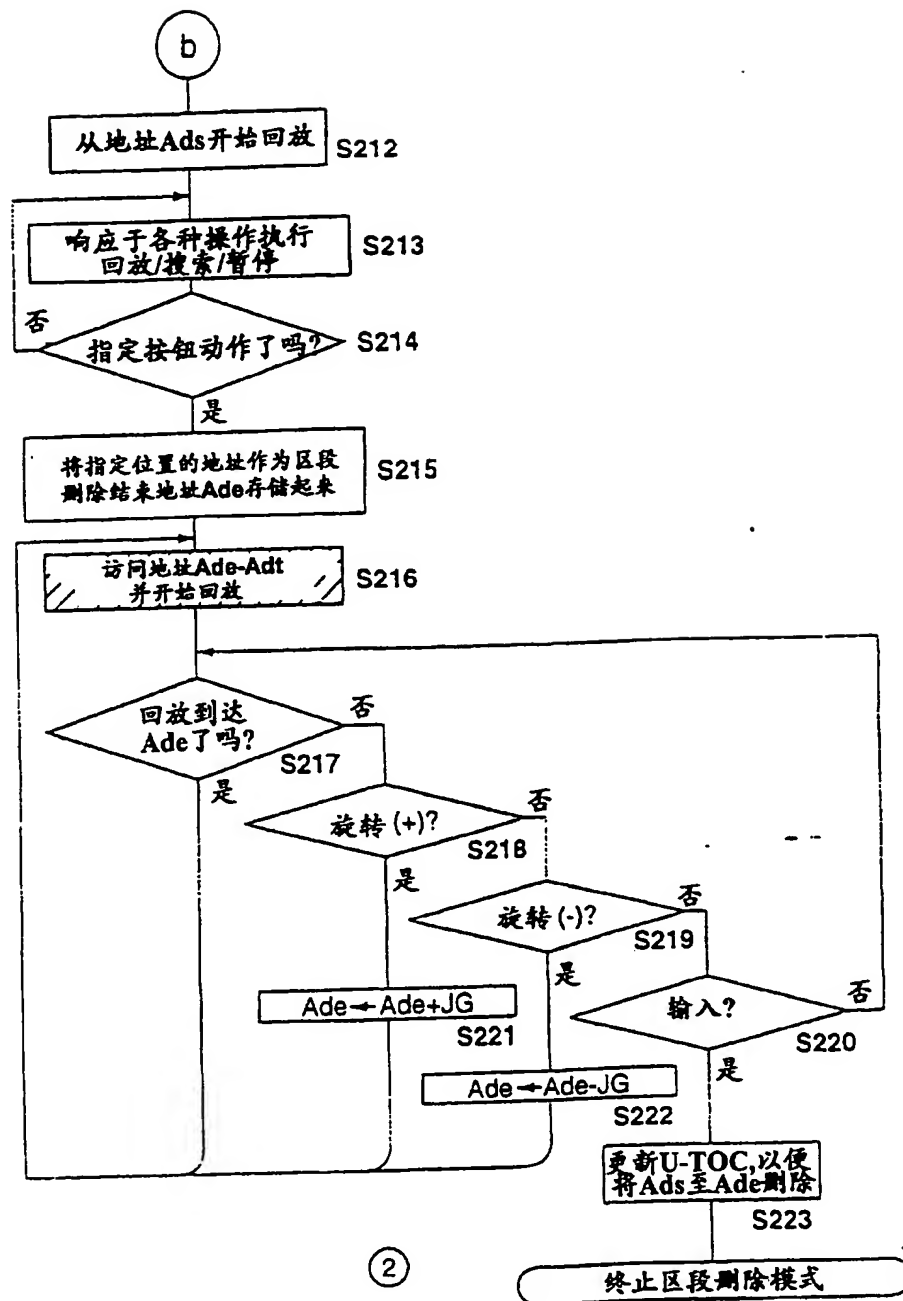 b
从地址Ads开始回放
S212
响应于各种操作执行
回放/搜索/暂停
S213
否
指定按钮动作了吗?
S214
是
将指定位置的地址作为区段
删除结束地址Ade存储起来
S215
访问地址Ade-Adt
并开始回放
S216
回放到达
Ade了吗?
否
S217
是
旋转(+)?
否
S218
是
旋转(-)?
否
S219
是
输入?
否
S220
是
Ade←Ade+JG
S221
Ade←Ade-JG
S222
更新U-TOC,以便
将Ads至Ade删除
S223
②
终止区段删除模式